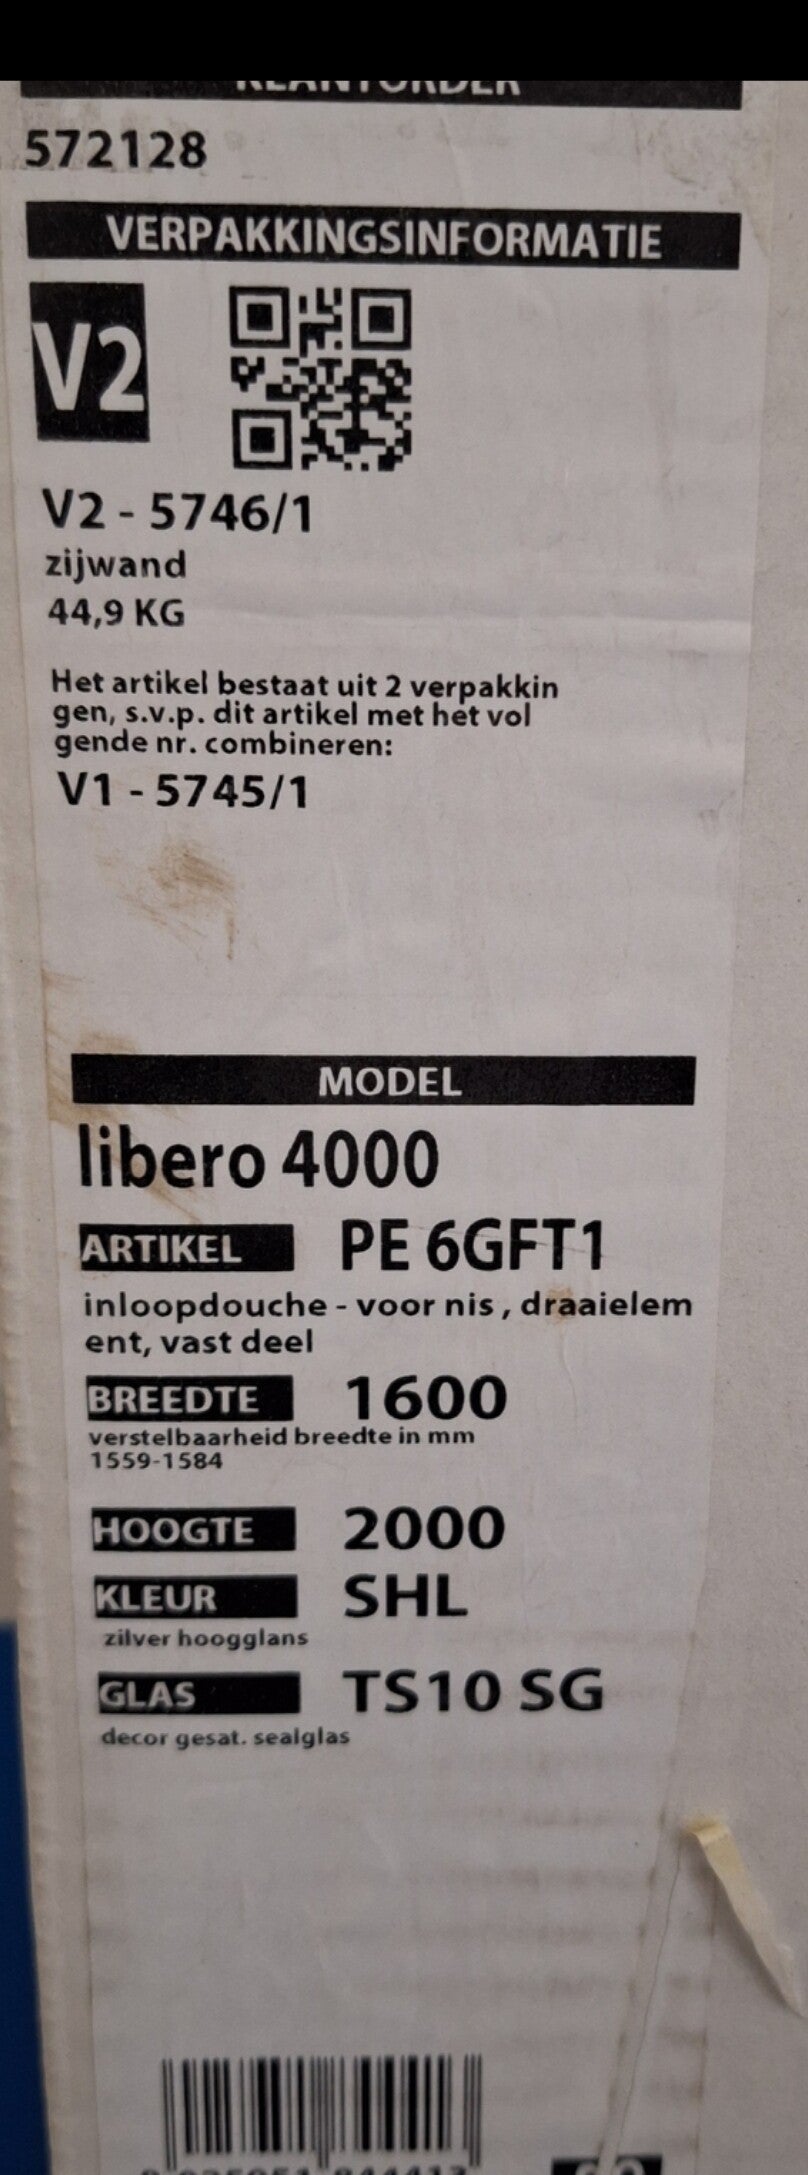 KLANTORDER
572128
VERPAKKINGSINFORMATIE
V2
V2 - 5746/1
zijwand
44,9 KG
Het artikel bestaat uit 2 verpakkin
gen, s.v.p. dit artikel met het vol
gende nr. combineren:
V1 - 5745/1
MODEL
libero 4000
ARTIKEL PE 6GFT1
inloopdouche - voor nis , draaielem
ent, vast deel
BREEDTE 1600
verstelbaarheid breedte in mm
1559-1584
HOOGTE 2000
KLEUR SHL
zilver hoogglans
GLAS TS10 SG
decor gesat. sealglas